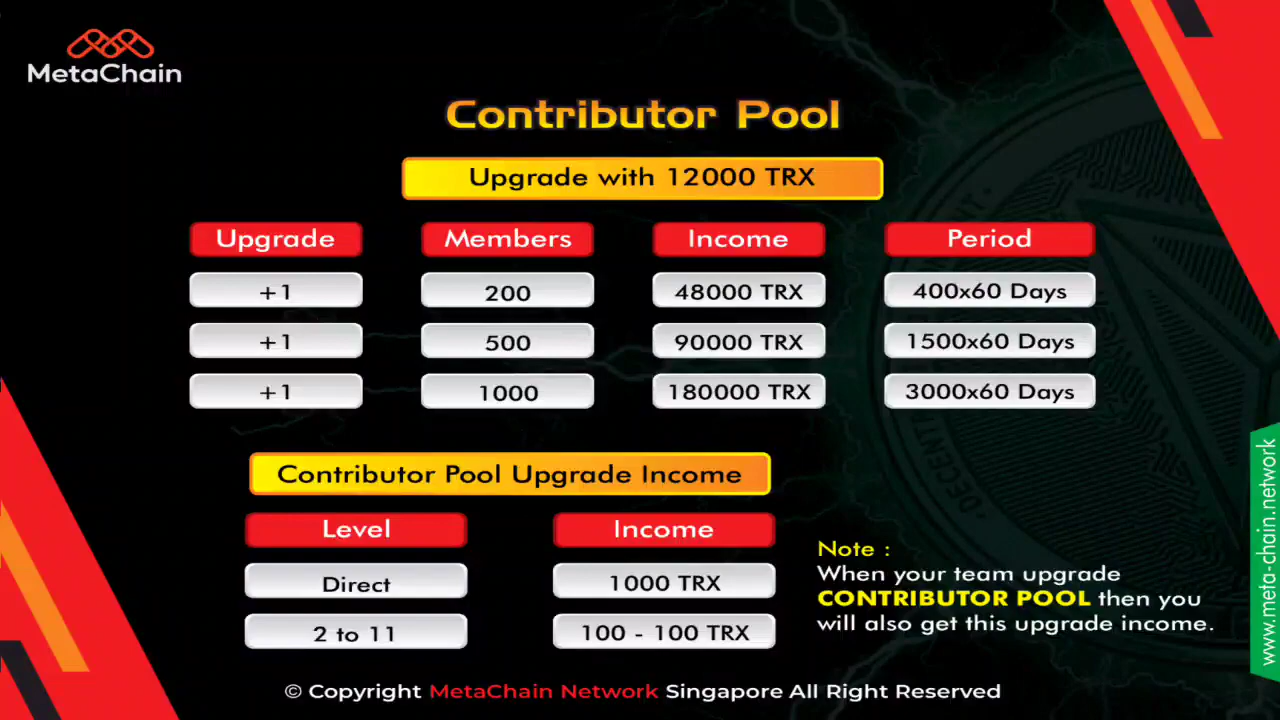 MetaChain
Contributor Pool
Upgrade with 12000 TRX
Upgrade Members Income Period
+1 200 48000 TRX 400x60 Days
+1 500 90000 TRX 1500x60 Days
+1 1000 180000 TRX 3000x60 Days
Contributor Pool Upgrade Income
Level Income
Direct 1000 TRX
2 to 11 100 - 100 TRX
Note :
When your team upgrade
CONTRIBUTOR POOL then you
will also get this upgrade income.
www.meta-chain.network
© Copyright MetaChain Network Singapore All Right Reserved